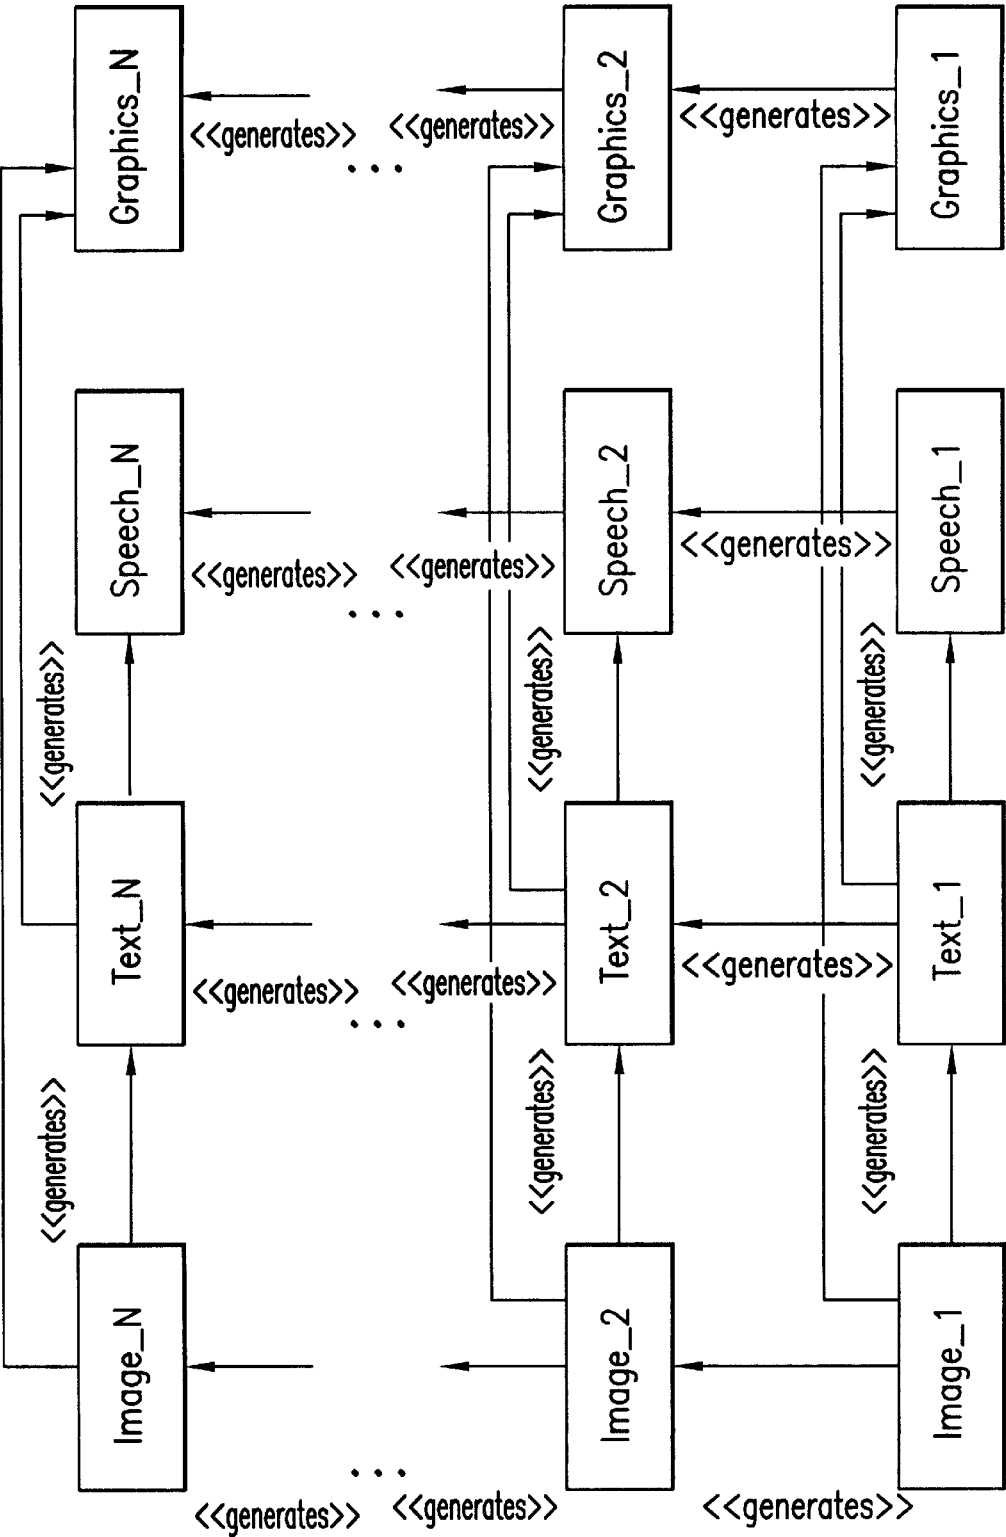 Graphics_N
<<generates>>
. . .
<<generates>>
Graphics_2
<<generates>>
Graphics_1
Speech_N
<<generates>>
. . .
<<generates>>
Speech_2
<<generates>>
Speech_1
<<generates>>
<<generates>>
<<generates>>
Text_N
<<generates>>
. . .
<<generates>>
Text_2
<<generates>>
Text_1
<<generates>>
<<generates>>
<<generates>>
Image_N
<<generates>>
. . .
<<generates>>
Image_2
<<generates>>
Image_1